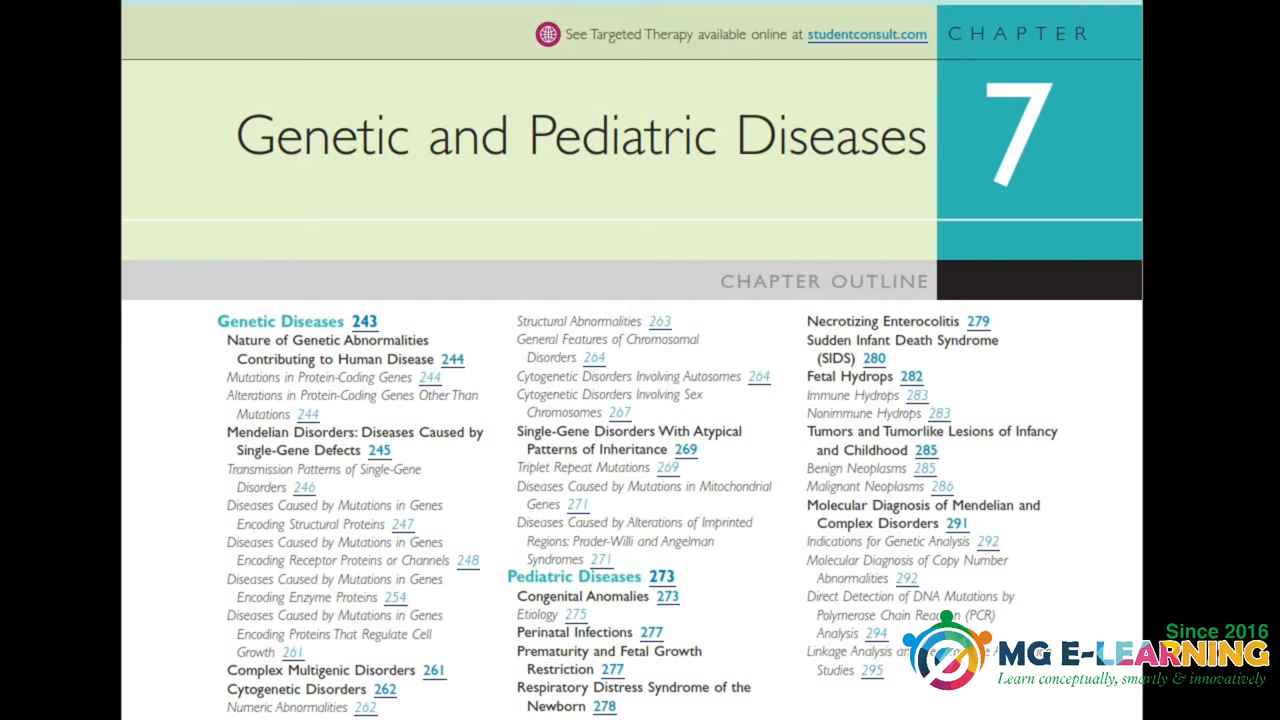 See Targeted Therapy available online at studentconsult.com
CHAPTER
7
Genetic and Pediatric Diseases
CHAPTER OUTLINE
Genetic Diseases 243
Nature of Genetic Abnormalities
Contributing to Human Disease 244
Mutations in Protein-Coding Genes 244
Alterations in Protein-Coding Genes Other Than
Mutations 244
Mendelian Disorders: Diseases Caused by
Single-Gene Defects 245
Transmission Patterns of Single-Gene
Disorders 246
Diseases Caused by Mutations in Genes
Encoding Structural Proteins 247
Diseases Caused by Mutations in Genes
Encoding Receptor Proteins or Channels 248
Diseases Caused by Mutations in Genes
Encoding Enzyme Proteins 254
Diseases Caused by Mutations in Genes
Encoding Proteins That Regulate Cell
Growth 261
Complex Multigenic Disorders 261
Cytogenetic Disorders 262
Numeric Abnormalities 262
Structural Abnormalities 263
General Features of Chromosomal
Disorders 264
Cytogenetic Disorders Involving Autosomes 264
Cytogenetic Disorders Involving Sex
Chromosomes 267
Single-Gene Disorders With Atypical
Patterns of Inheritance 269
Triplet Repeat Mutations 269
Diseases Caused by Mutations in Mitochondrial
Genes 271
Diseases Caused by Alterations of Imprinted
Regions: Prader-Willi and Angelman
Syndromes 271
Pediatric Diseases 273
Congenital Anomalies 273
Etiology 275
Perinatal Infections 277
Prematurity and Fetal Growth
Restriction 277
Respiratory Distress Syndrome of the
Newborn 278
Necrotizing Enterocolitis 279
Sudden Infant Death Syndrome
(SIDS) 280
Fetal Hydrops 282
Immune Hydrops 283
Nonimmune Hydrops 283
Tumors and Tumorlike Lesions of Infancy
and Childhood 285
Benign Neoplasms 285
Malignant Neoplasms 286
Molecular Diagnosis of Mendelian and
Complex Disorders 291
Indications for Genetic Analysis 292
Molecular Diagnosis of Copy Number
Abnormalities 292
Direct Detection of DNA Mutations by
Polymerase Chain Reaction (PCR)
Analysis 294
Linkage Analysis
Studies 295
Since 2016
MG E-LEARNING
Learn conceptually, smartly & innovatively